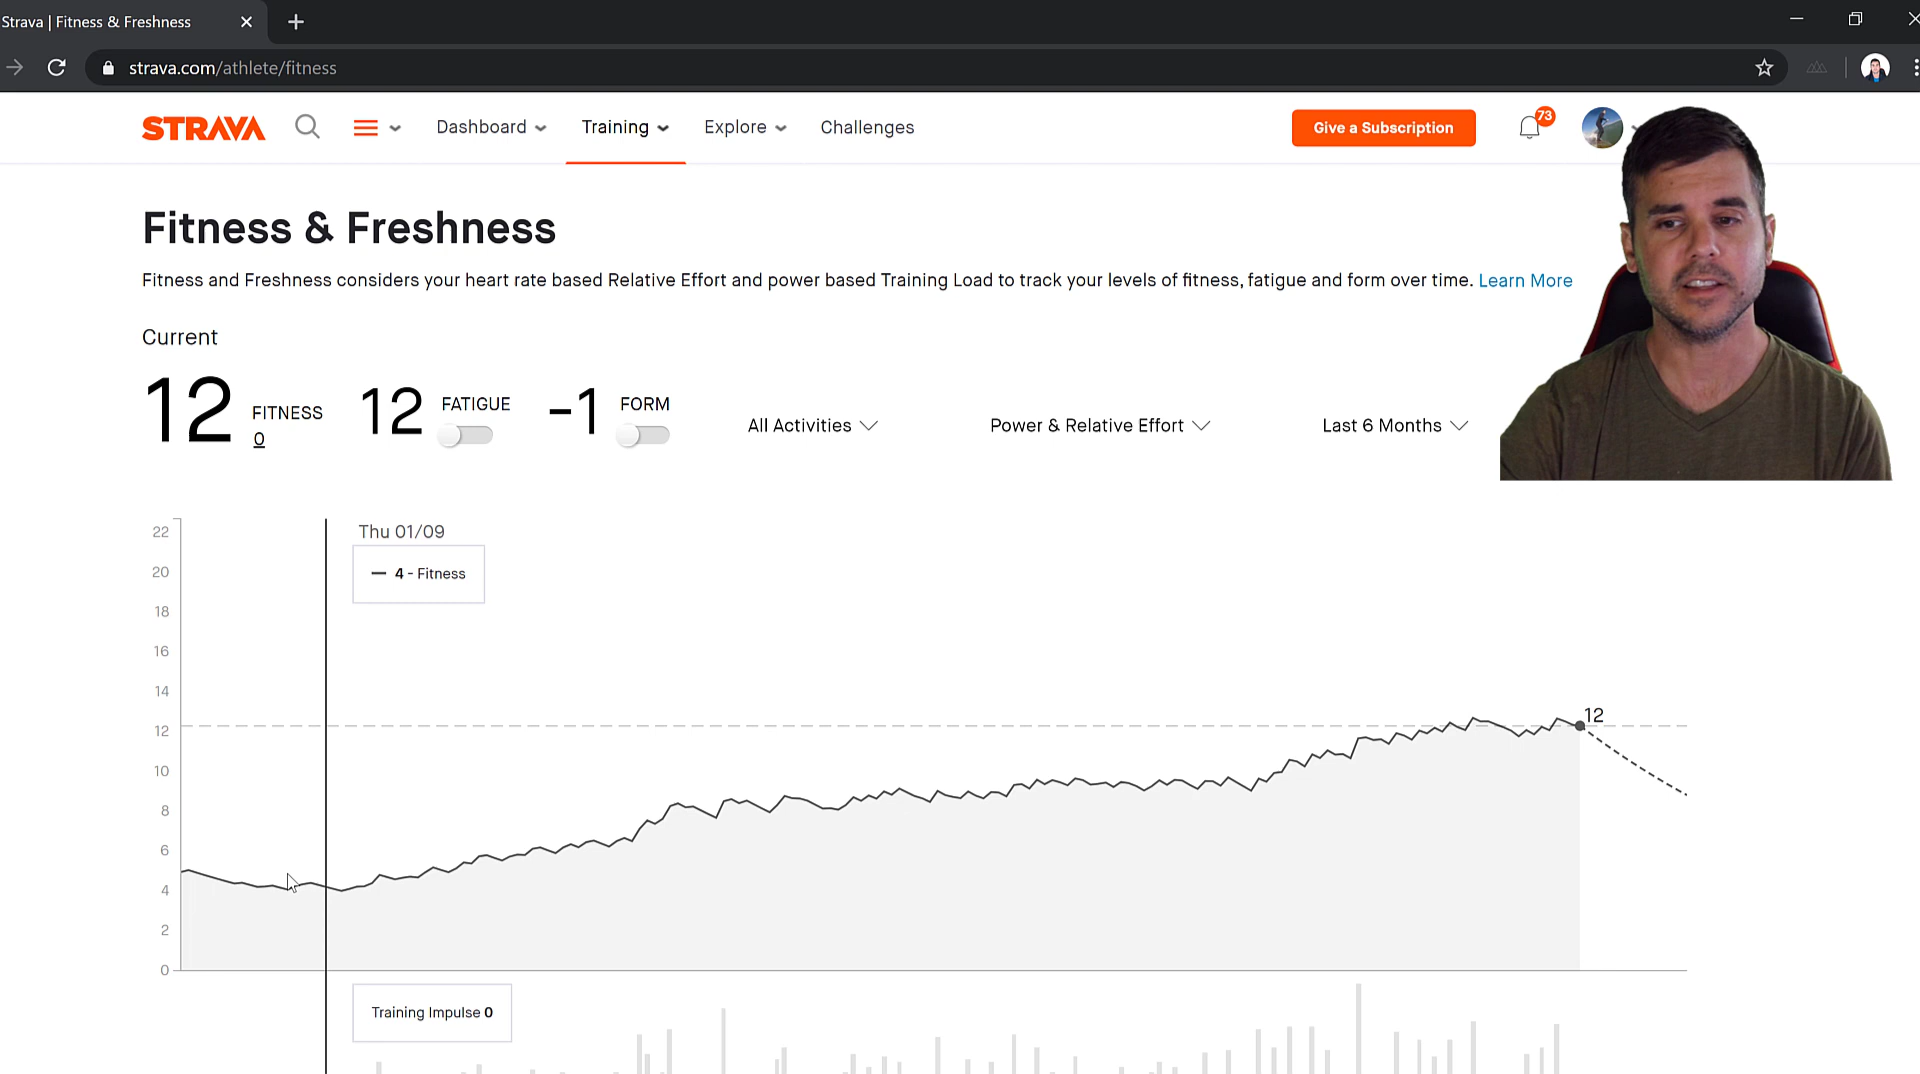 Strava | Fitness & Freshness
strava.com/athlete/fitness
STRAVA
Dashboard
Training
Explore
Challenges
Give a Subscription
73
Fitness & Freshness
Fitness and Freshness considers your heart rate based Relative Effort and power based Training Load to track your levels of fitness, fatigue and form over time. Learn More
Current
12 FITNESS
0
12 FATIGUE
-1 FORM
All Activities
Power & Relative Effort
Last 6 Months
Thu 01/09
4 - Fitness
22
20
18
16
14
12
10
8
6
4
2
0
12
Training Impulse 0